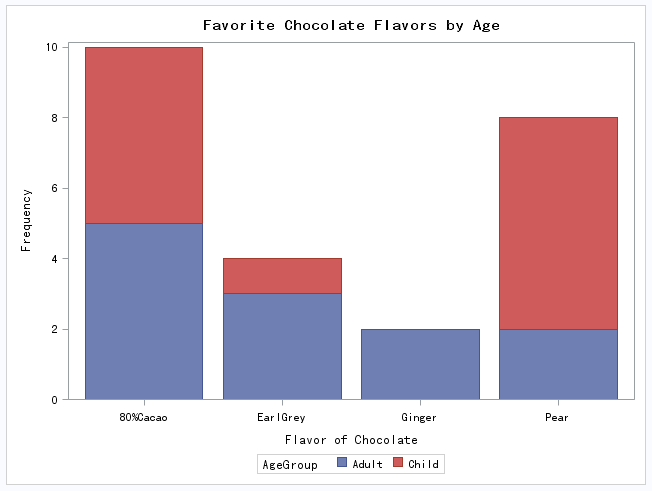 Favorite Chocolate Flavors by Age
10
8
6
4
2
0
Frequency
80%Cacao EarlGrey Ginger Pear
Flavor of Chocolate
AgeGroup Adult Child